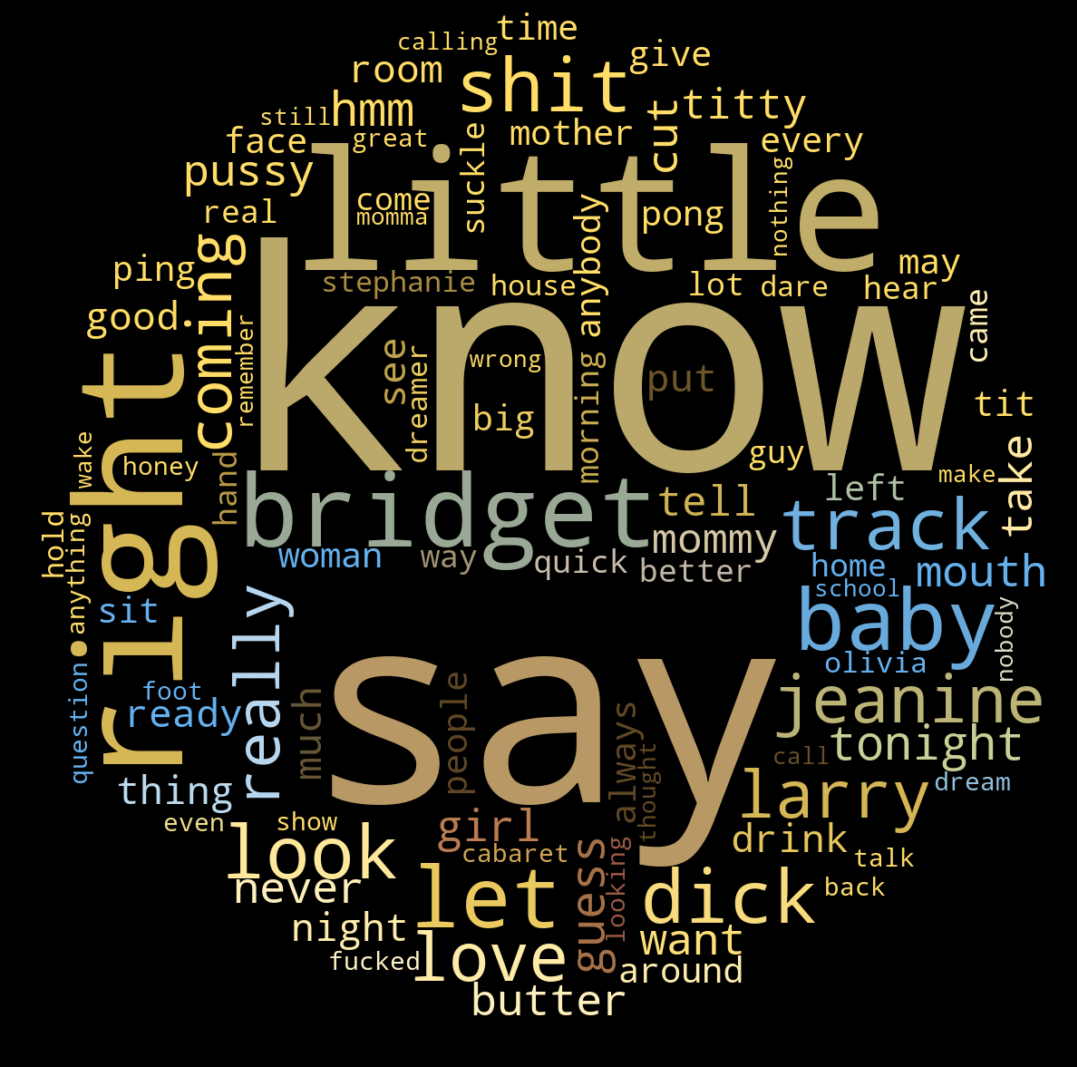 calling time
room shit give
still hmm titty
face great suckle mother cut every
pussy little nothing
real come momma pong
ping coming stephanie house anybody lot dare hear may
good. remember know came
right see dreamer wrong big morning put
tit
wake honey hand guy make take
hold anything bridget tell left track
woman way quick mommy better home mouth
sit school baby nobody
question foot ready really say olivia
much people always thought jeanine
call tonight
thing larry dream
even show girl cabaret guess looking drink talk
look let dick back
never
night love want
fucked around
butter